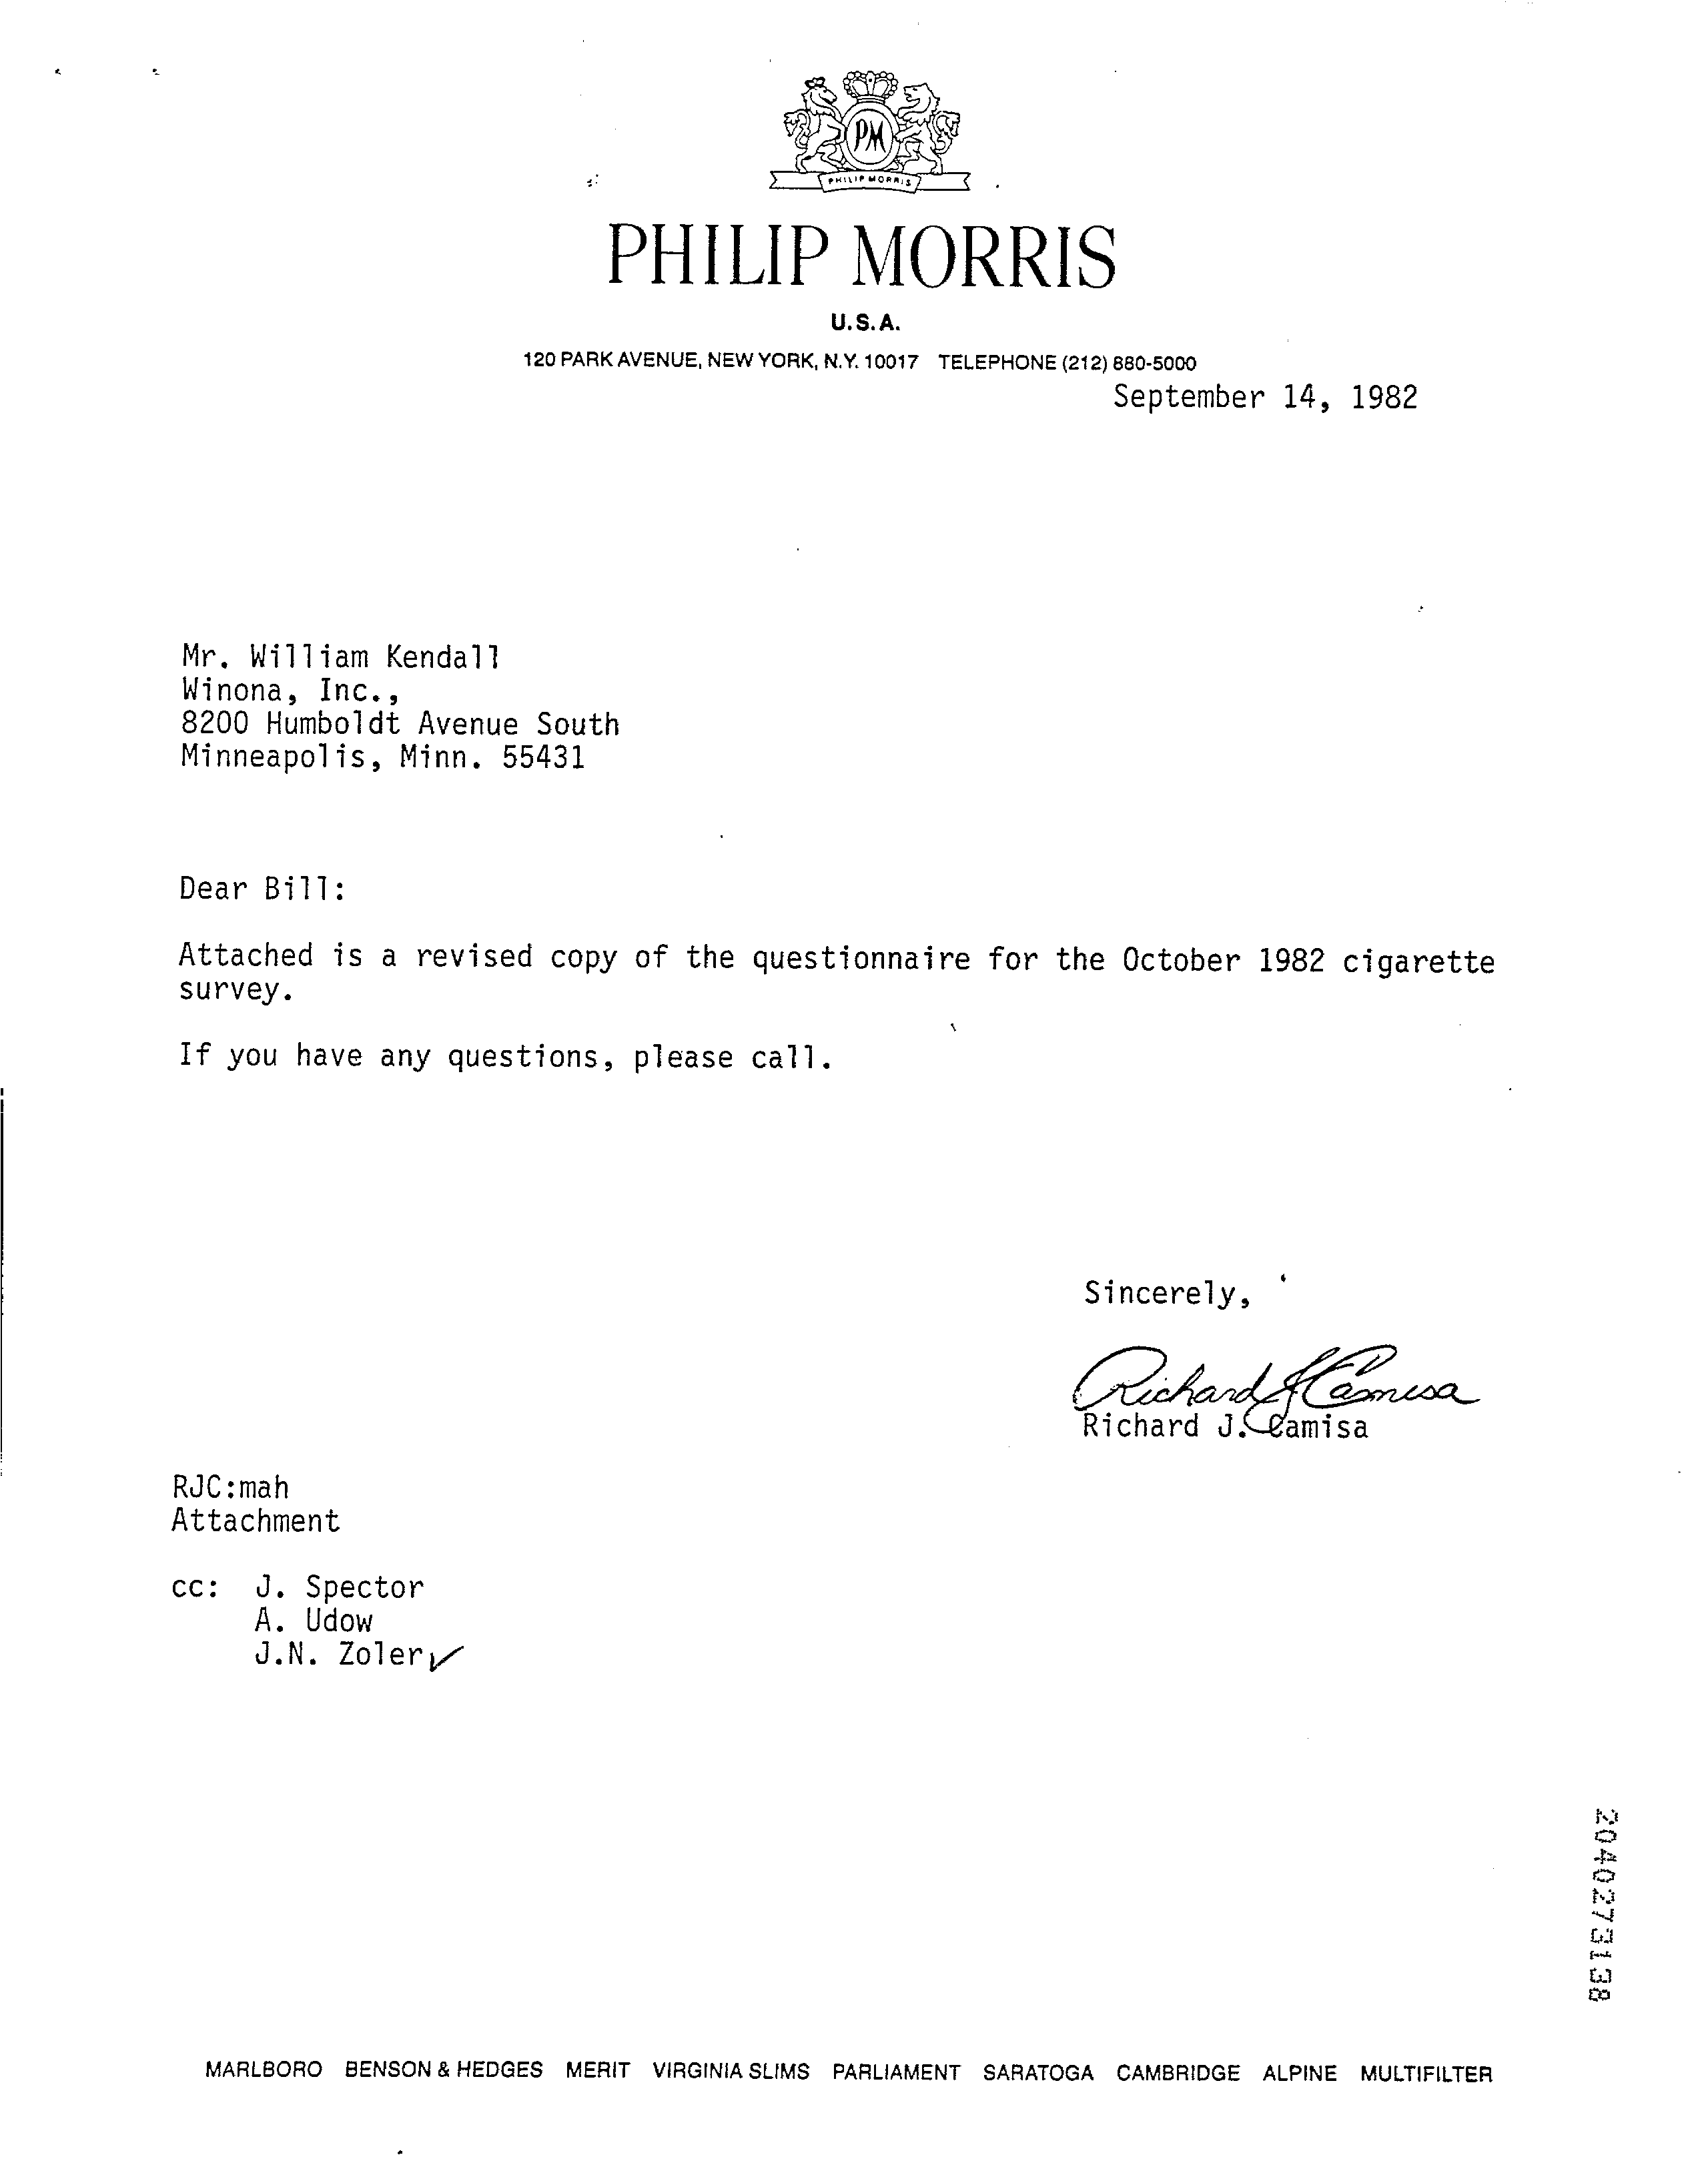 PM
PHILIP MORRIS
PHILIP MORRIS
U.S.A.
120 PARK AVENUE, NEW YORK, N.Y. 10017 TELEPHONE (212) 880-5000
September 14, 1982
Mr. William Kendall
Winona, Inc.,
8200 Humboldt Avenue South
Minneapolis, Minn. 55431
Dear Bill:
Attached is a revised copy of the questionnaire for the October 1982 cigarette
survey.
If you have any questions, please call.
Sincerely,
Richard J Camisa
Richard J. Camisa
RJC:mah
Attachment
cc: J. Spector
A. Udow
J.N. Zoler
2040273138
MARLBORO BENSON & HEDGES MERIT VIRGINIA SLIMS PARLIAMENT SARATOGA CAMBRIDGE ALPINE MULTIFILTER